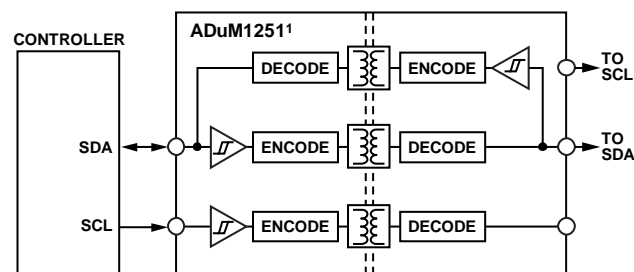 ADuM1251¹
CONTROLLER
DECODE
ENCODE
TO
SCL
SDA
ENCODE
DECODE
TO
SDA
SCL
ENCODE
DECODE